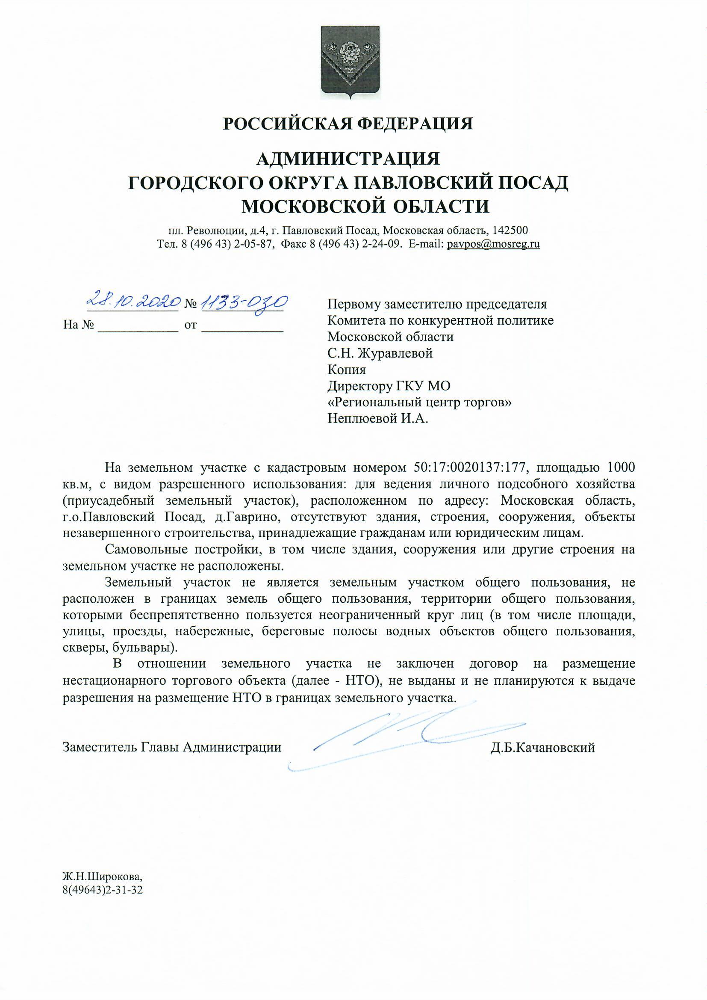 РОССИЙСКАЯ ФЕДЕРАЦИЯ
АДМИНИСТРАЦИЯ
ГОРОДСКОГО ОКРУГА ПАВЛОВСКИЙ ПОСАД
МОСКОВСКОЙ ОБЛАСТИ
пл. Революции, д.4, г. Павловский Посад, Московская область, 142500
Тел. 8 (496 43) 2-05-87, Факс 8 (496 43) 2-24-09. E-mail: pavpos@mosreg.ru
28.10.2020 № 1133-озо
На № ____________ от ____________
Первому заместителю председателя
Комитета по конкурентной политике
Московской области
С.Н. Журавлевой
Копия
Директору ГКУ МО
«Региональный центр торгов»
Неплюевой И.А.
На земельном участке с кадастровым номером 50:17:0020137:177, площадью 1000
кв.м, с видом разрешенного использования: для ведения личного подсобного хозяйства
(приусадебный земельный участок), расположенном по адресу: Московская область,
г.о.Павловский Посад, д.Гаврино, отсутствуют здания, строения, сооружения, объекты
незавершенного строительства, принадлежащие гражданам или юридическим лицам.
Самовольные постройки, в том числе здания, сооружения или другие строения на
земельном участке не расположены.
Земельный участок не является земельным участком общего пользования, не
расположен в границах земель общего пользования, территории общего пользования,
которыми беспрепятственно пользуется неограниченный круг лиц (в том числе площади,
улицы, проезды, набережные, береговые полосы водных объектов общего пользования,
скверы, бульвары).
В отношении земельного участка не заключен договор на размещение
нестационарного торгового объекта (далее - НТО), не выданы и не планируются к выдаче
разрешения на размещение НТО в границах земельного участка.
Заместитель Главы Администрации Д.Б.Качановский
Ж.Н.Широкова,
8(49643)2-31-32